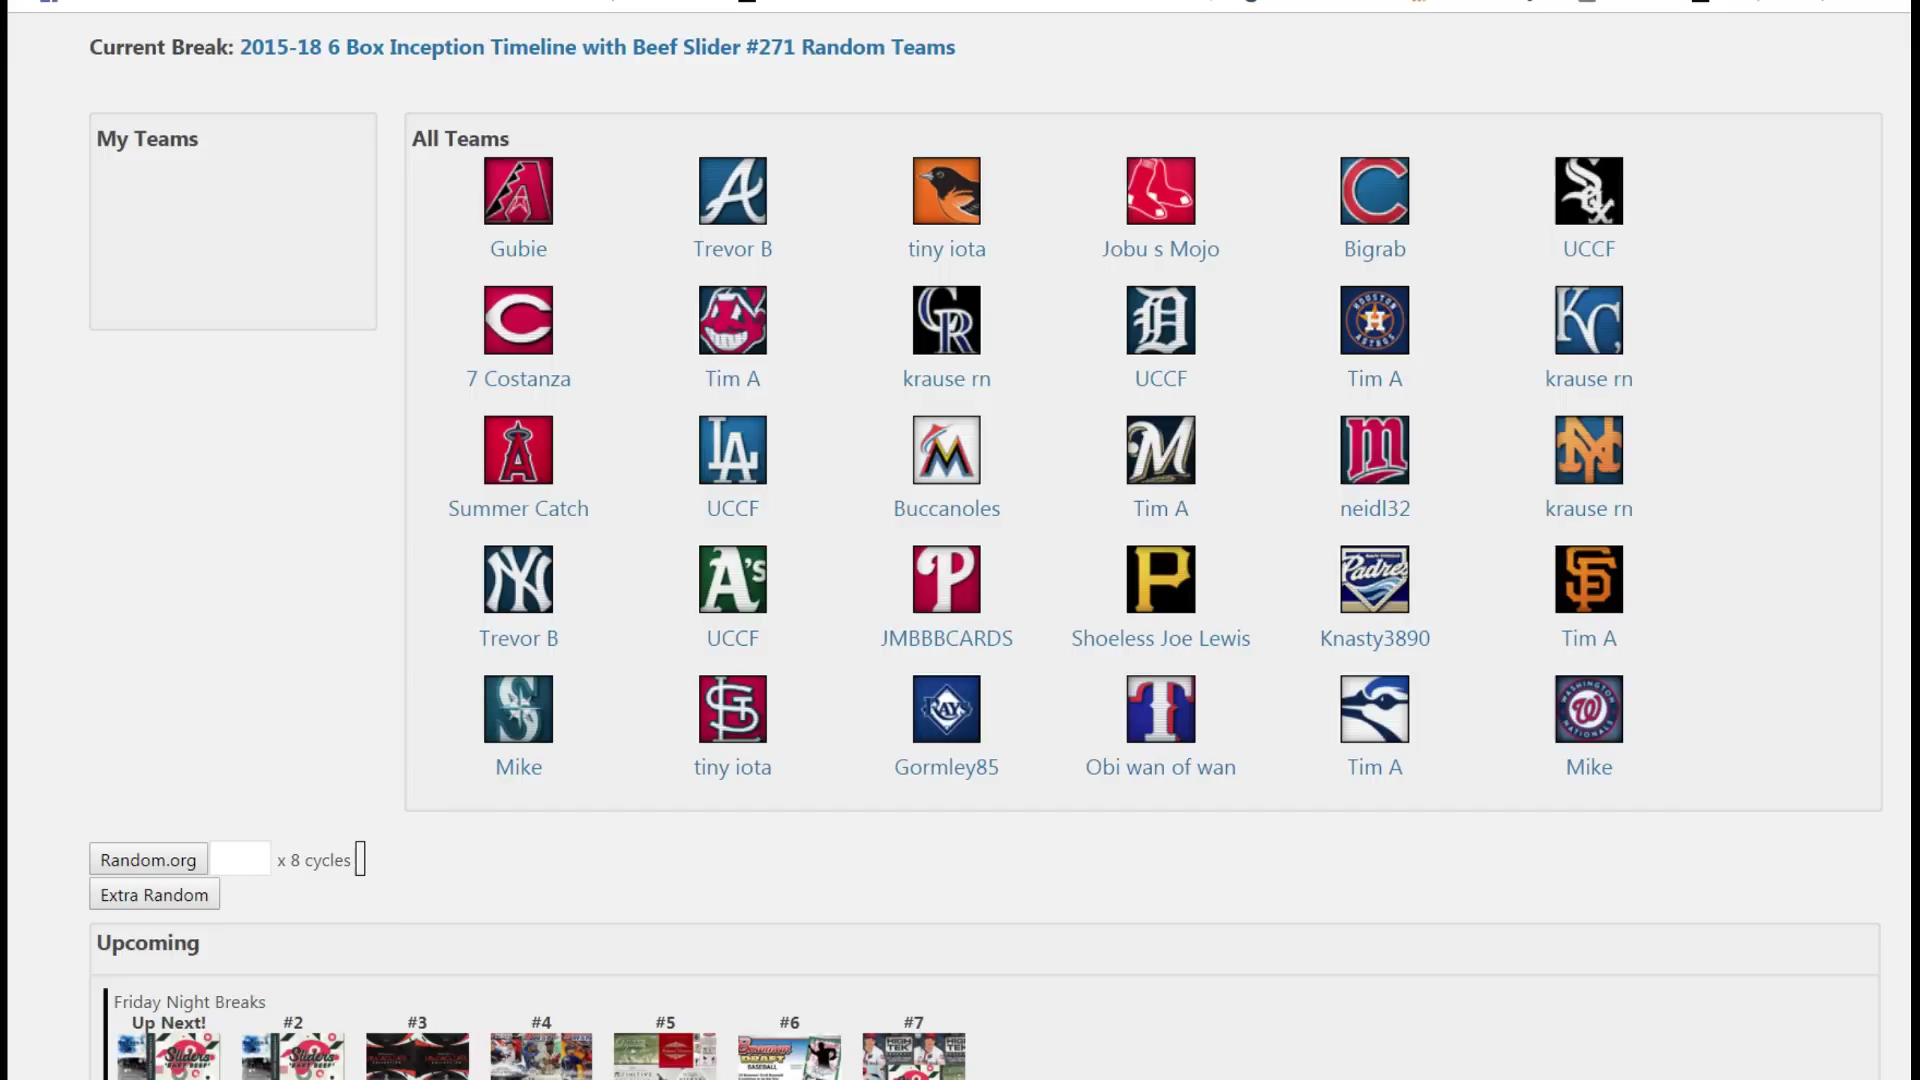 Current Break: 2015-18 6 Box Inception Timeline with Beef Slider #271 Random Teams
My Teams
All Teams
Gubie Trevor B tiny iota Jobu s Mojo Bigrab UCCF
7 Costanza Tim A krause rn UCCF Tim A krause rn
Summer Catch UCCF Buccanoles Tim A neidl32 krause rn
Trevor B UCCF JMBBBCARDS Shoeless Joe Lewis Knasty3890 Tim A
Mike tiny iota Gormley85 Obi wan of wan Tim A Mike
Random.org x 8 cycles
Extra Random
Upcoming
Friday Night Breaks
Up Next! #2 #3 #4 #5 #6 #7